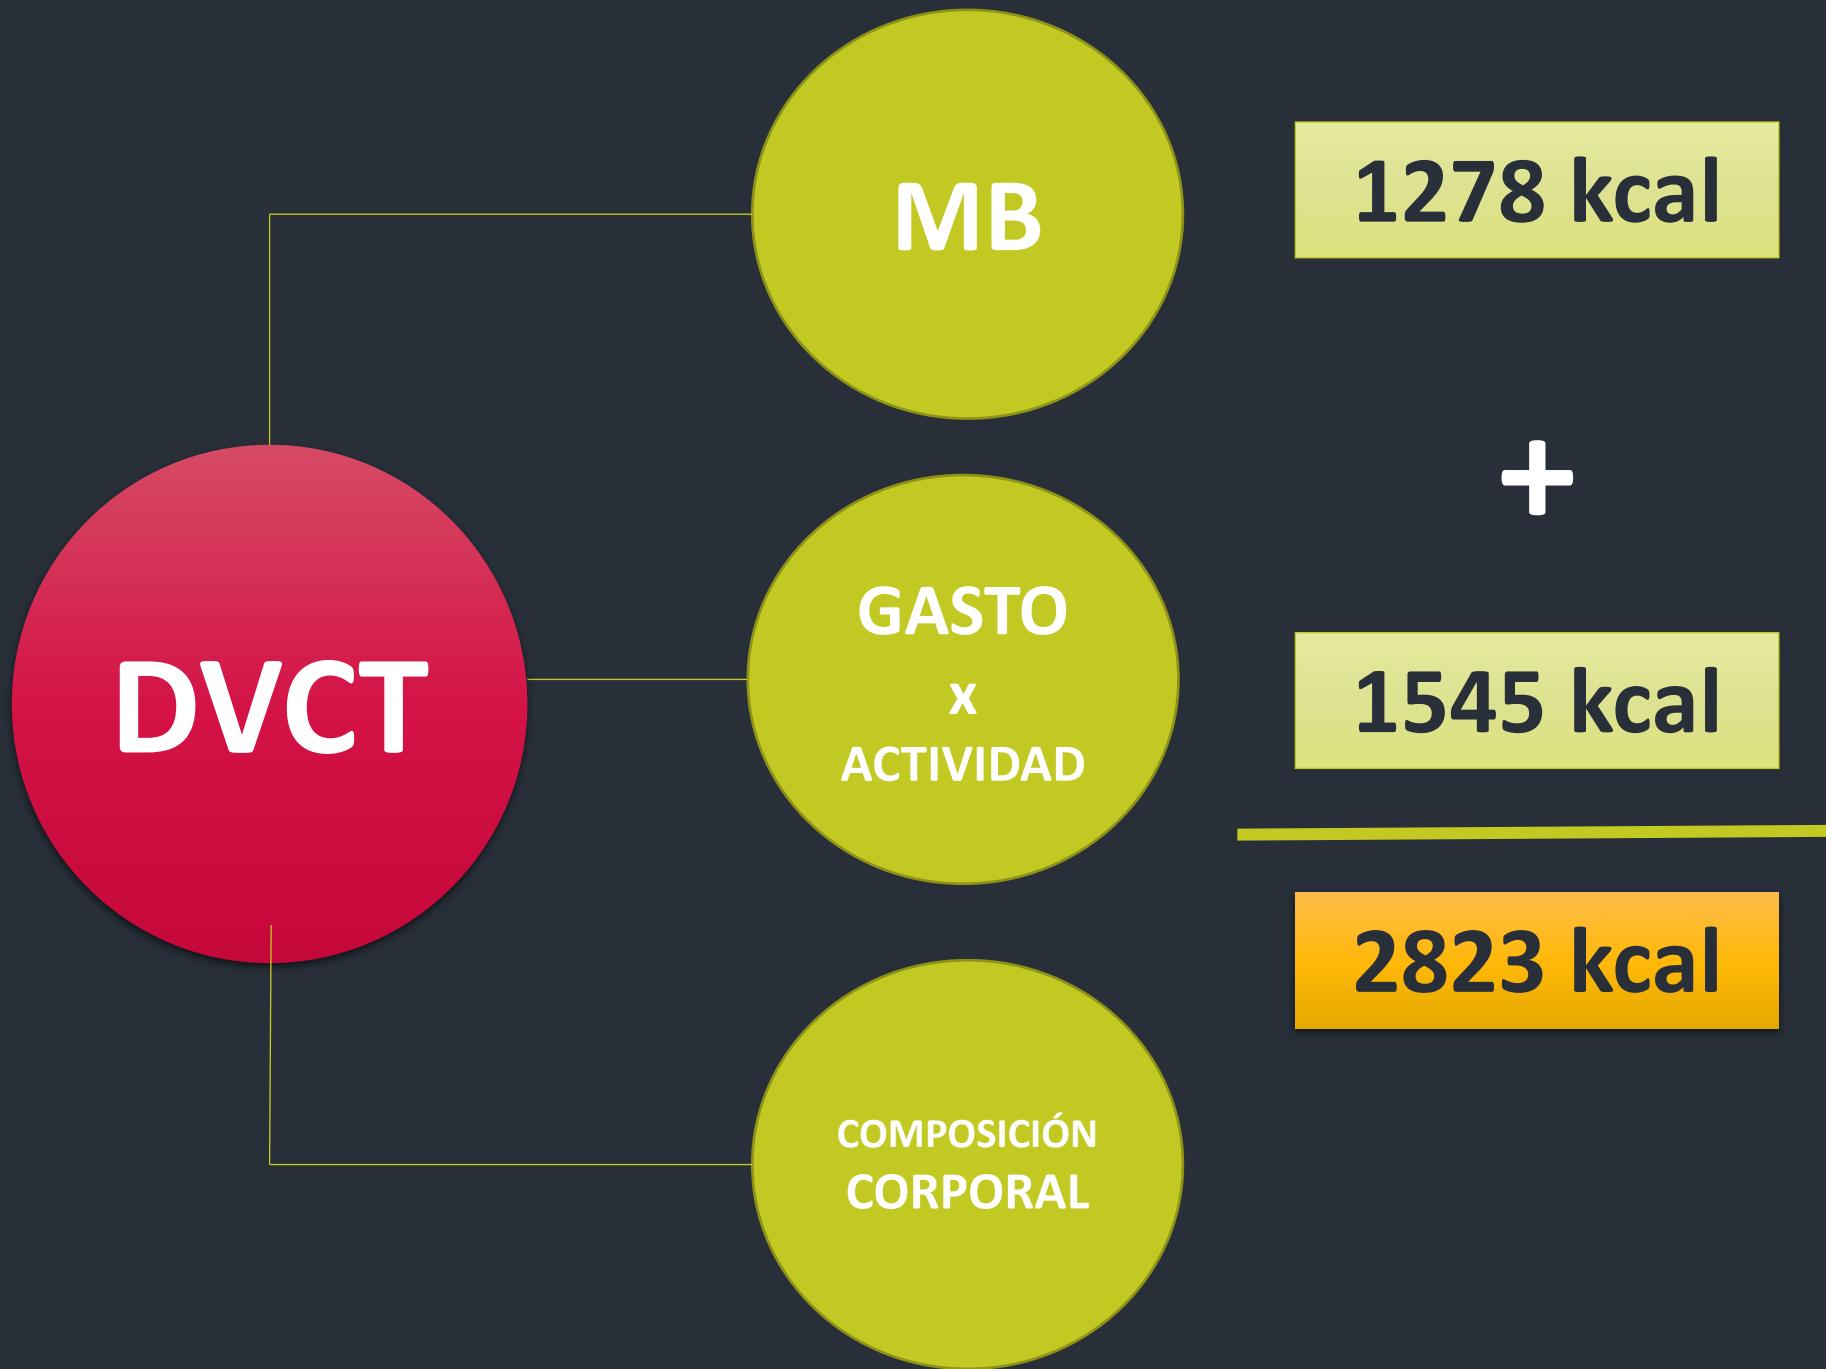 MB
1278 kcal
+
DVCT
GASTO
x
ACTIVIDAD
1545 kcal
2823 kcal
COMPOSICIÓN
CORPORAL